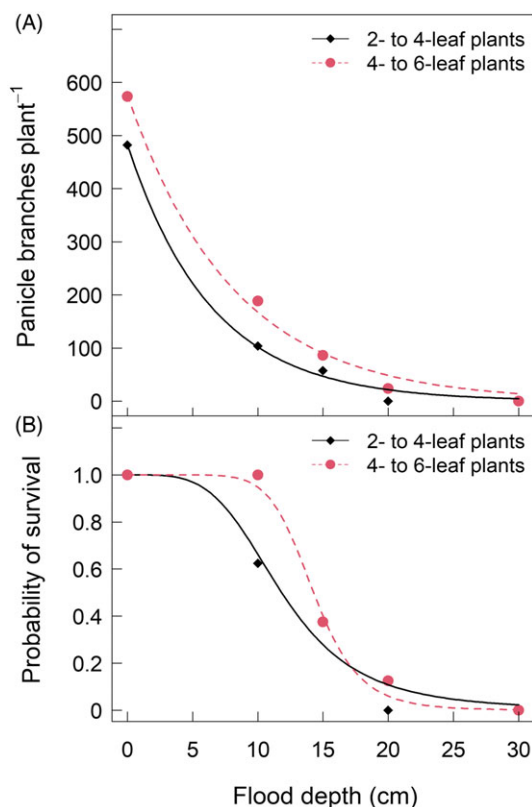 (A)
2- to 4-leaf plants
4- to 6-leaf plants
Panicle branches plant⁻¹
600
500
400
300
200
100
0
(B)
2- to 4-leaf plants
4- to 6-leaf plants
Probability of survival
1.0
0.8
0.6
0.4
0.2
0
0 5 10 15 20 25 30
Flood depth (cm)